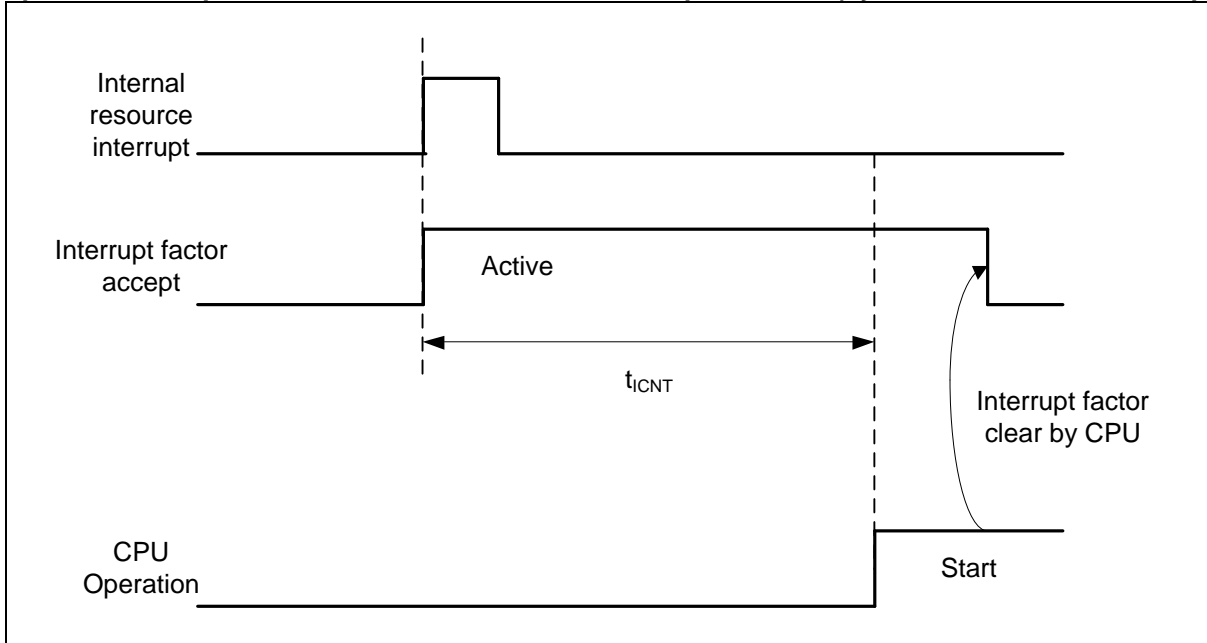 Internal
resource
interrupt
Interrupt factor
accept
Active
tICNT
Interrupt factor
clear by CPU
CPU
Operation
Start